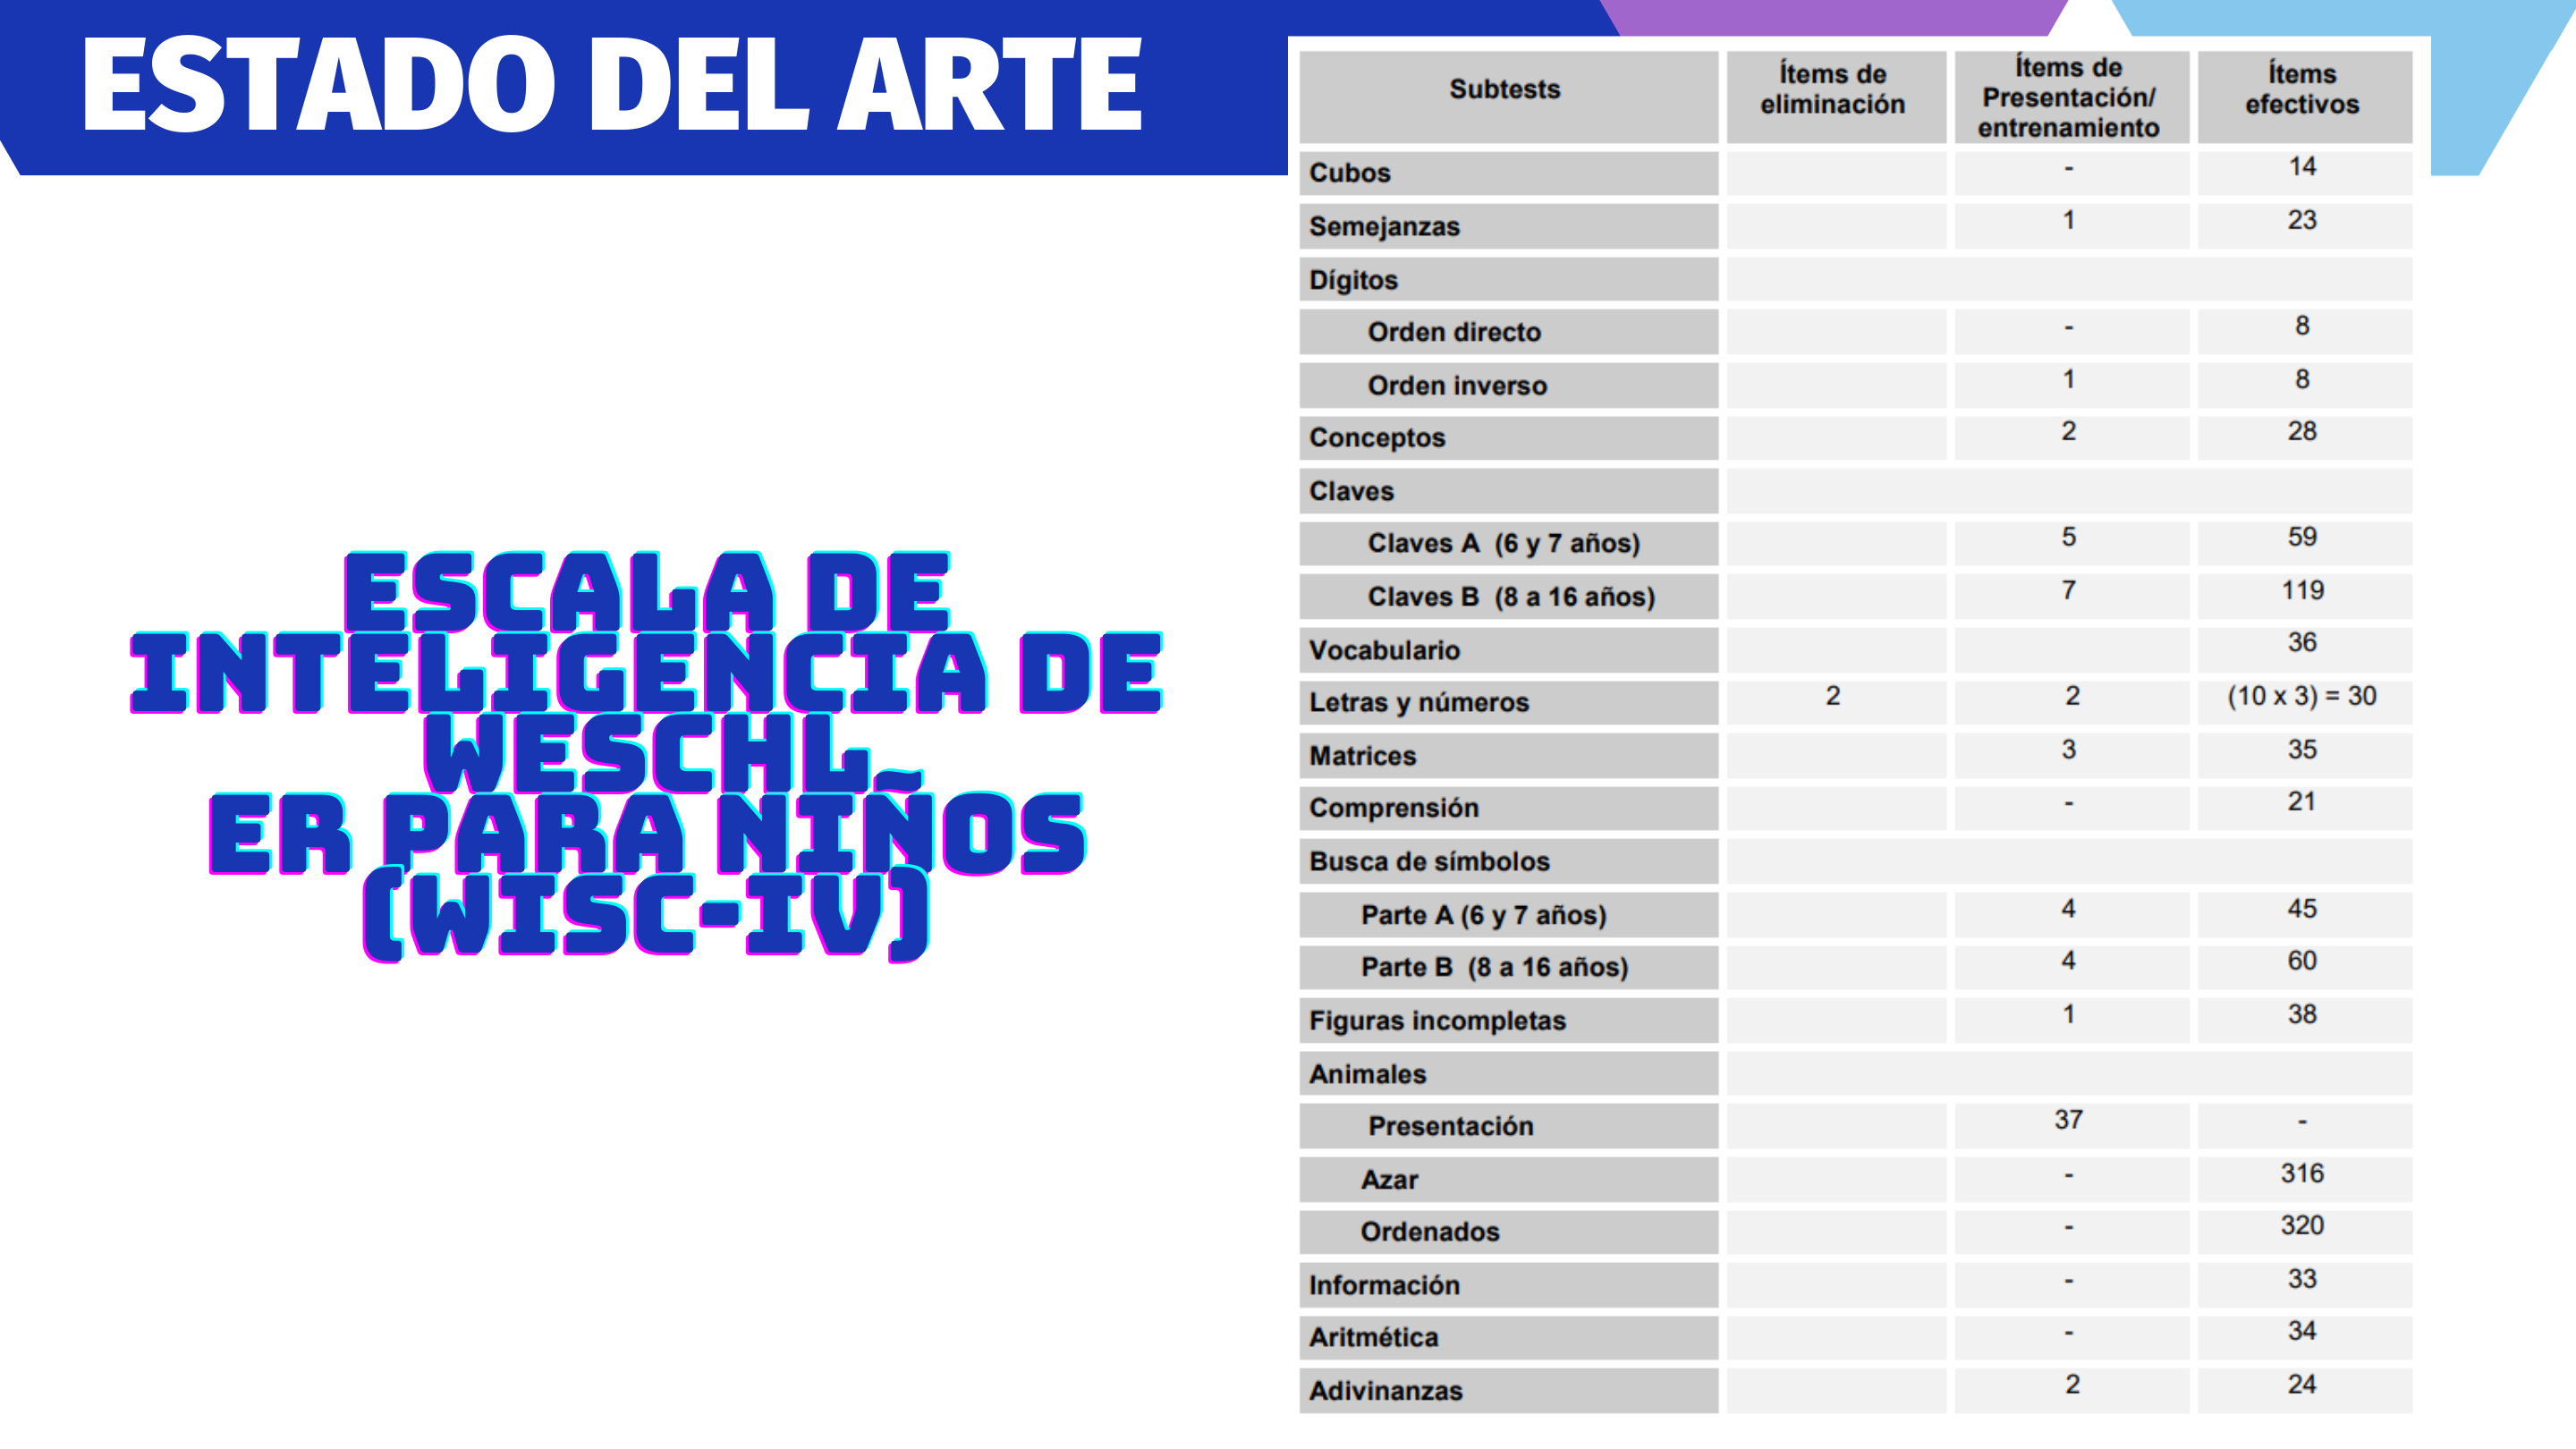 ESTADO DEL ARTE
ESCALA DE
INTELIGENCIA DE
WESCHL
ER PARA NIÑOS
(WISC-IV)
Subtests Ítems de eliminación Ítems de Presentación/ entrenamiento Ítems efectivos
Cubos - 14
Semejanzas 1 23
Dígitos
Orden directo - 8
Orden inverso 1 8
Conceptos 2 28
Claves
Claves A (6 y 7 años) 5 59
Claves B (8 a 16 años) 7 119
Vocabulario 36
Letras y números 2 2 (10 x 3) = 30
Matrices 3 35
Comprensión - 21
Busca de símbolos
Parte A (6 y 7 años) 4 45
Parte B (8 a 16 años) 4 60
Figuras incompletas 1 38
Animales
Presentación 37 -
Azar - 316
Ordenados - 320
Información - 33
Aritmética - 34
Adivinanzas 2 24